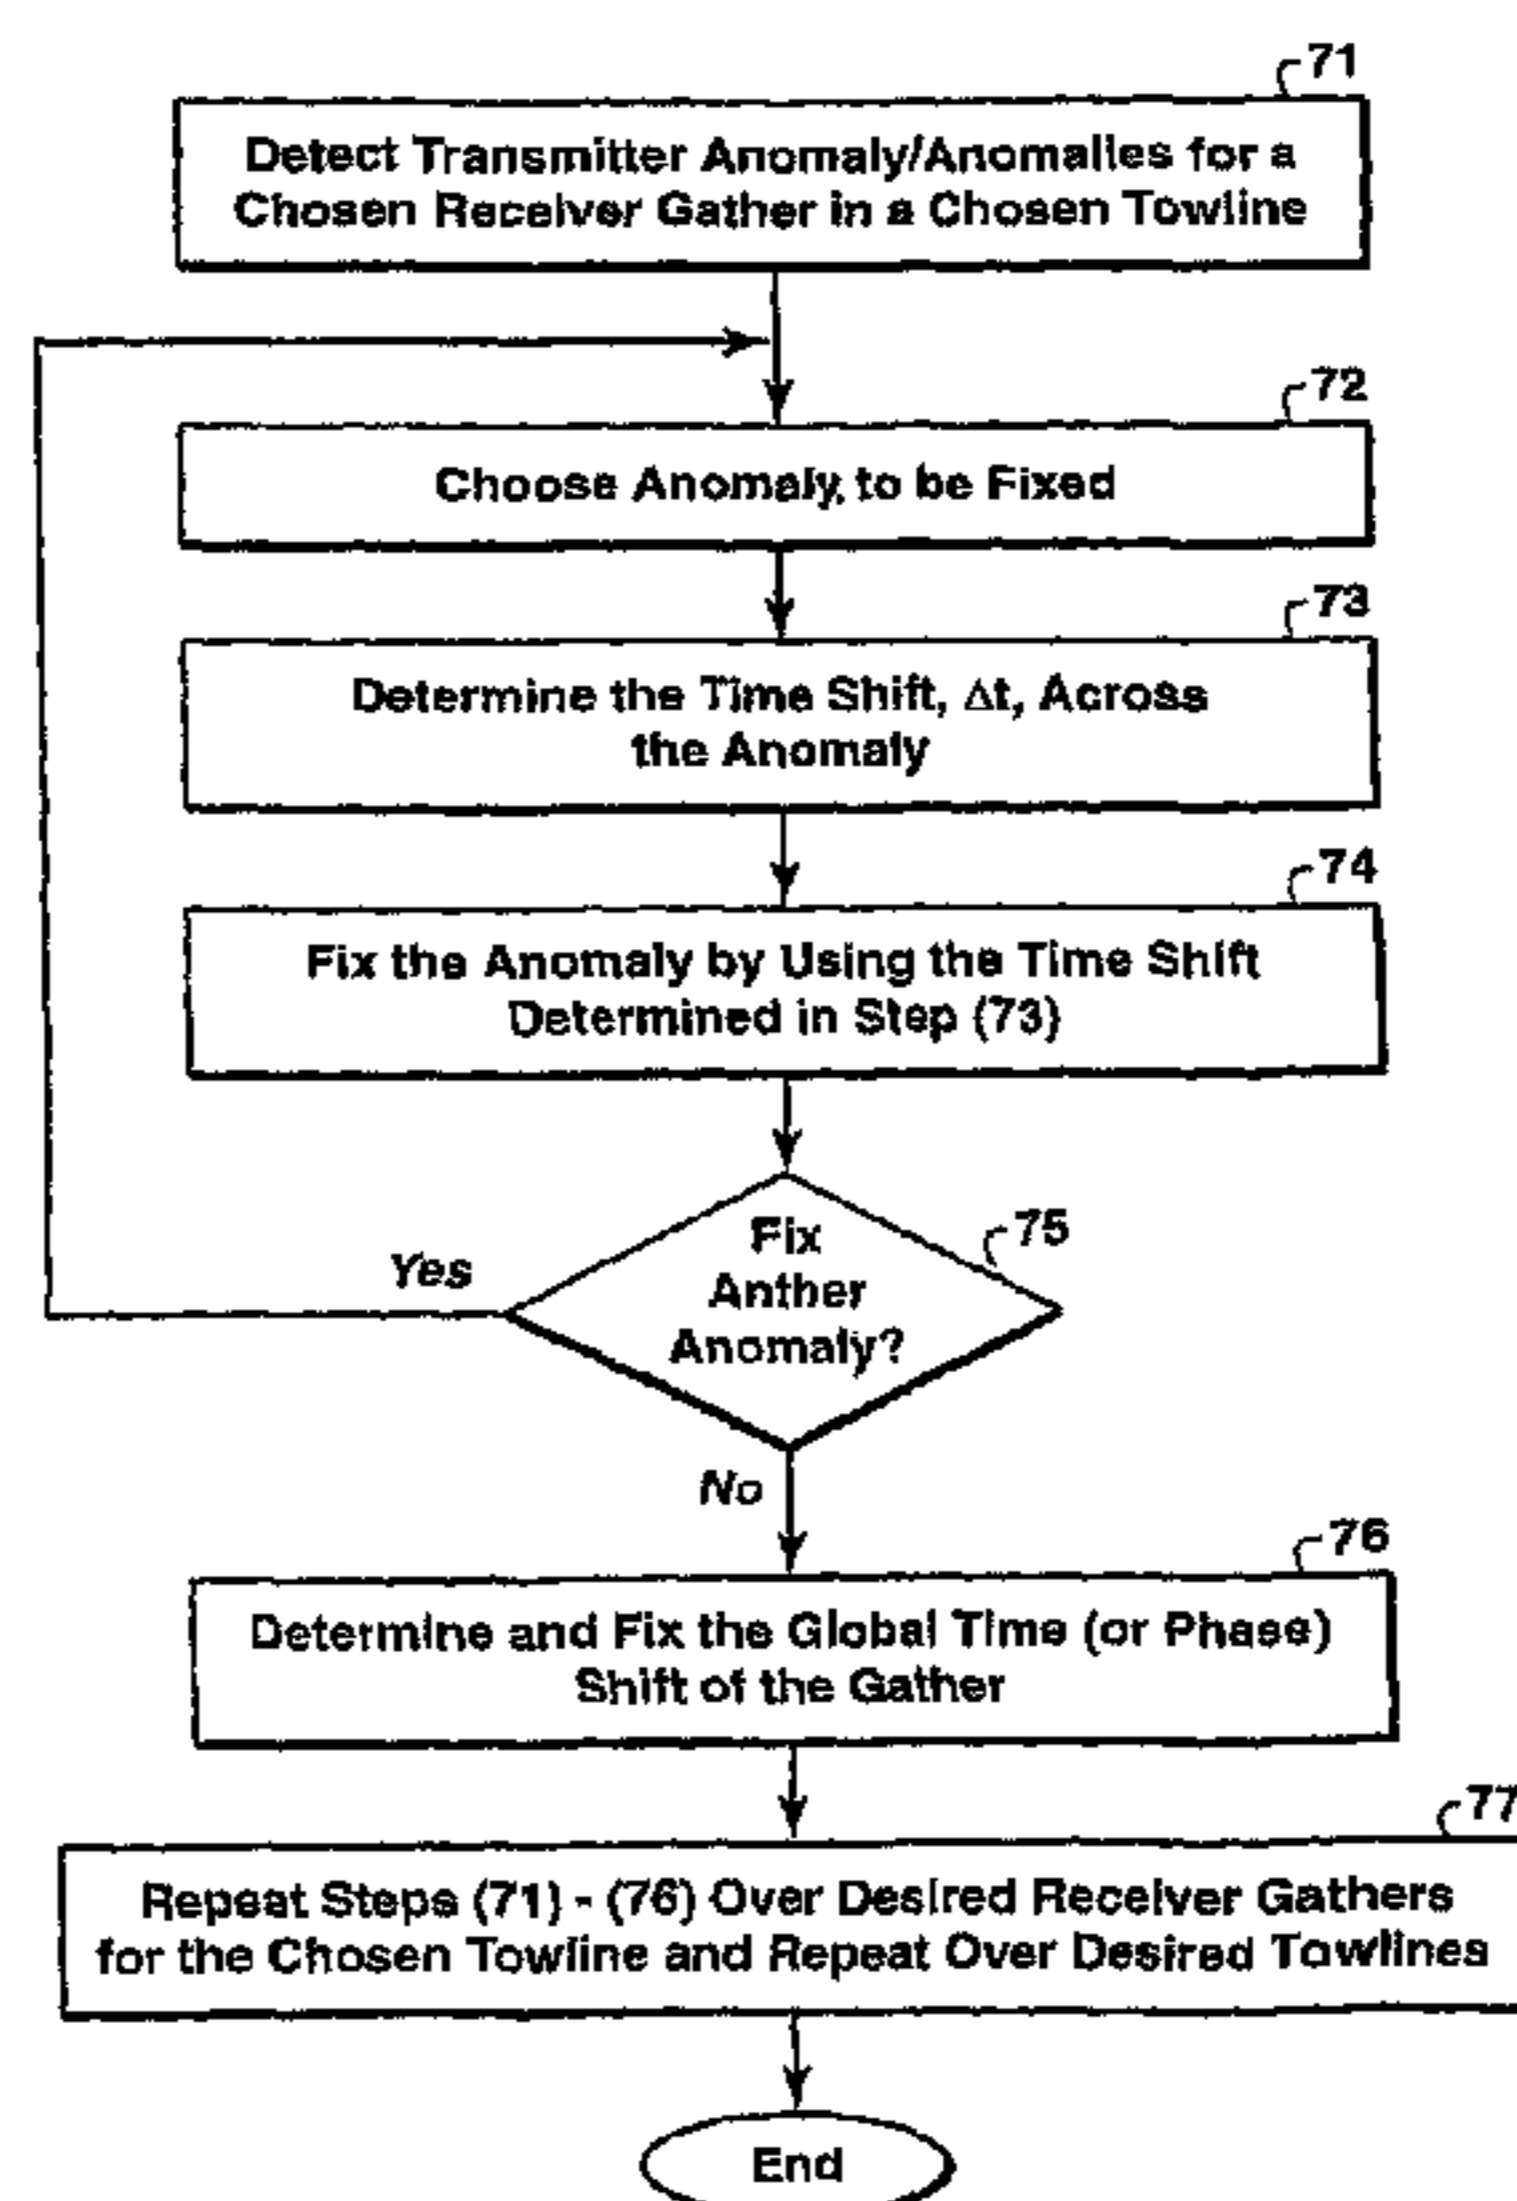 71
Detect Transmitter Anomaly/Anomalies for a
Chosen Receiver Gather in a Chosen Towline
72
Choose Anomaly, to be Fixed
73
Determine the Time Shift, Δt, Across
the Anomaly
74
Fix the Anomaly by Using the Time Shift
Determined in Step (73)
75
Fix
Anther
Anomaly?
Yes
No
76
Determine and Fix the Global Time (or Phase)
Shift of the Gather
77
Repeat Steps (71) - (76) Over Desired Receiver Gathers
for the Chosen Towline and Repeat Over Desired Towlines
End